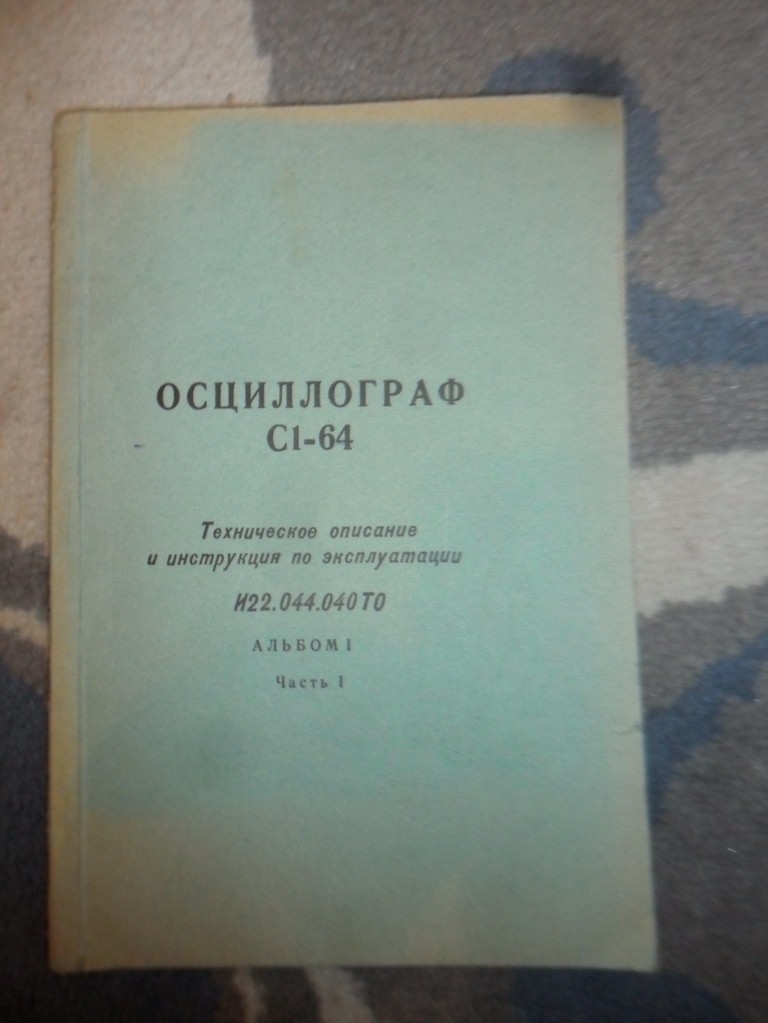 ОСЦИЛЛОГРАФ
С1-64
Техническое описание
и инструкция по эксплуатации
И22.044.040 ТО
АЛЬБОМ I
Часть I